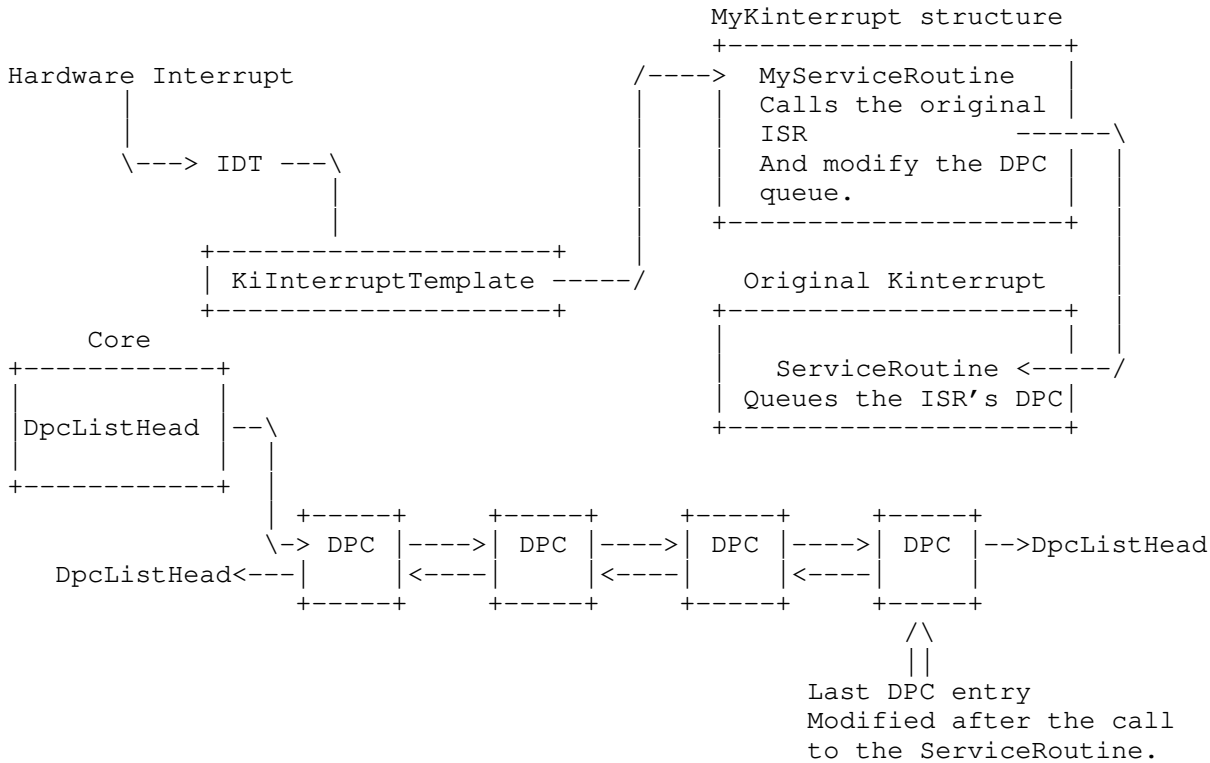 MyKinterrupt structure
Hardware Interrupt
MyServiceRoutine
Calls the original
ISR
IDT
And modify the DPC
queue.
KiInterruptTemplate
Original Kinterrupt
Core
ServiceRoutine
Queues the ISR's DPC
DpcListHead
DPC DPC DPC DPC DpcListHead
DpcListHead
Last DPC entry
Modified after the call
to the ServiceRoutine.